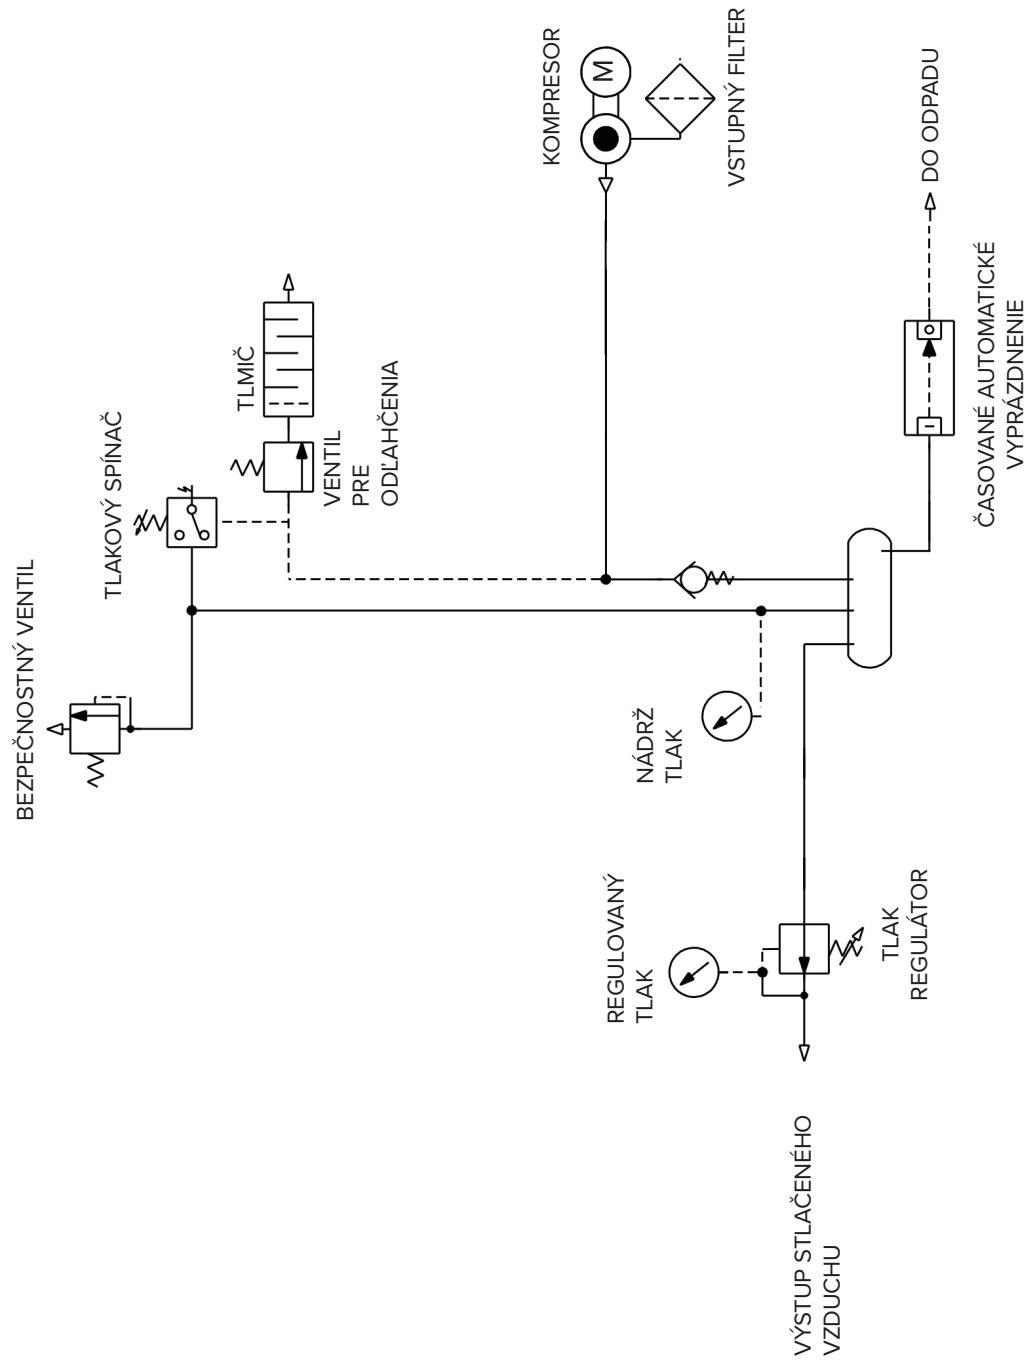 BEZPEČNOSTNÝ VENTIL
TLAKOVÝ SPÍNAČ
TLMIČ
VENTIL
PRE
ODĽAHČENIA
KOMPRESOR
M
VSTUPNÝ FILTER
DO ODPADU
ČASOVANÉ AUTOMATICKÉ
VYPRÁZDNENIE
I
O
NÁDRŽ
TLAK
REGULOVANÝ
TLAK
TLAK
REGULÁTOR
VÝSTUP STLAČENÉHO
VZDUCHU